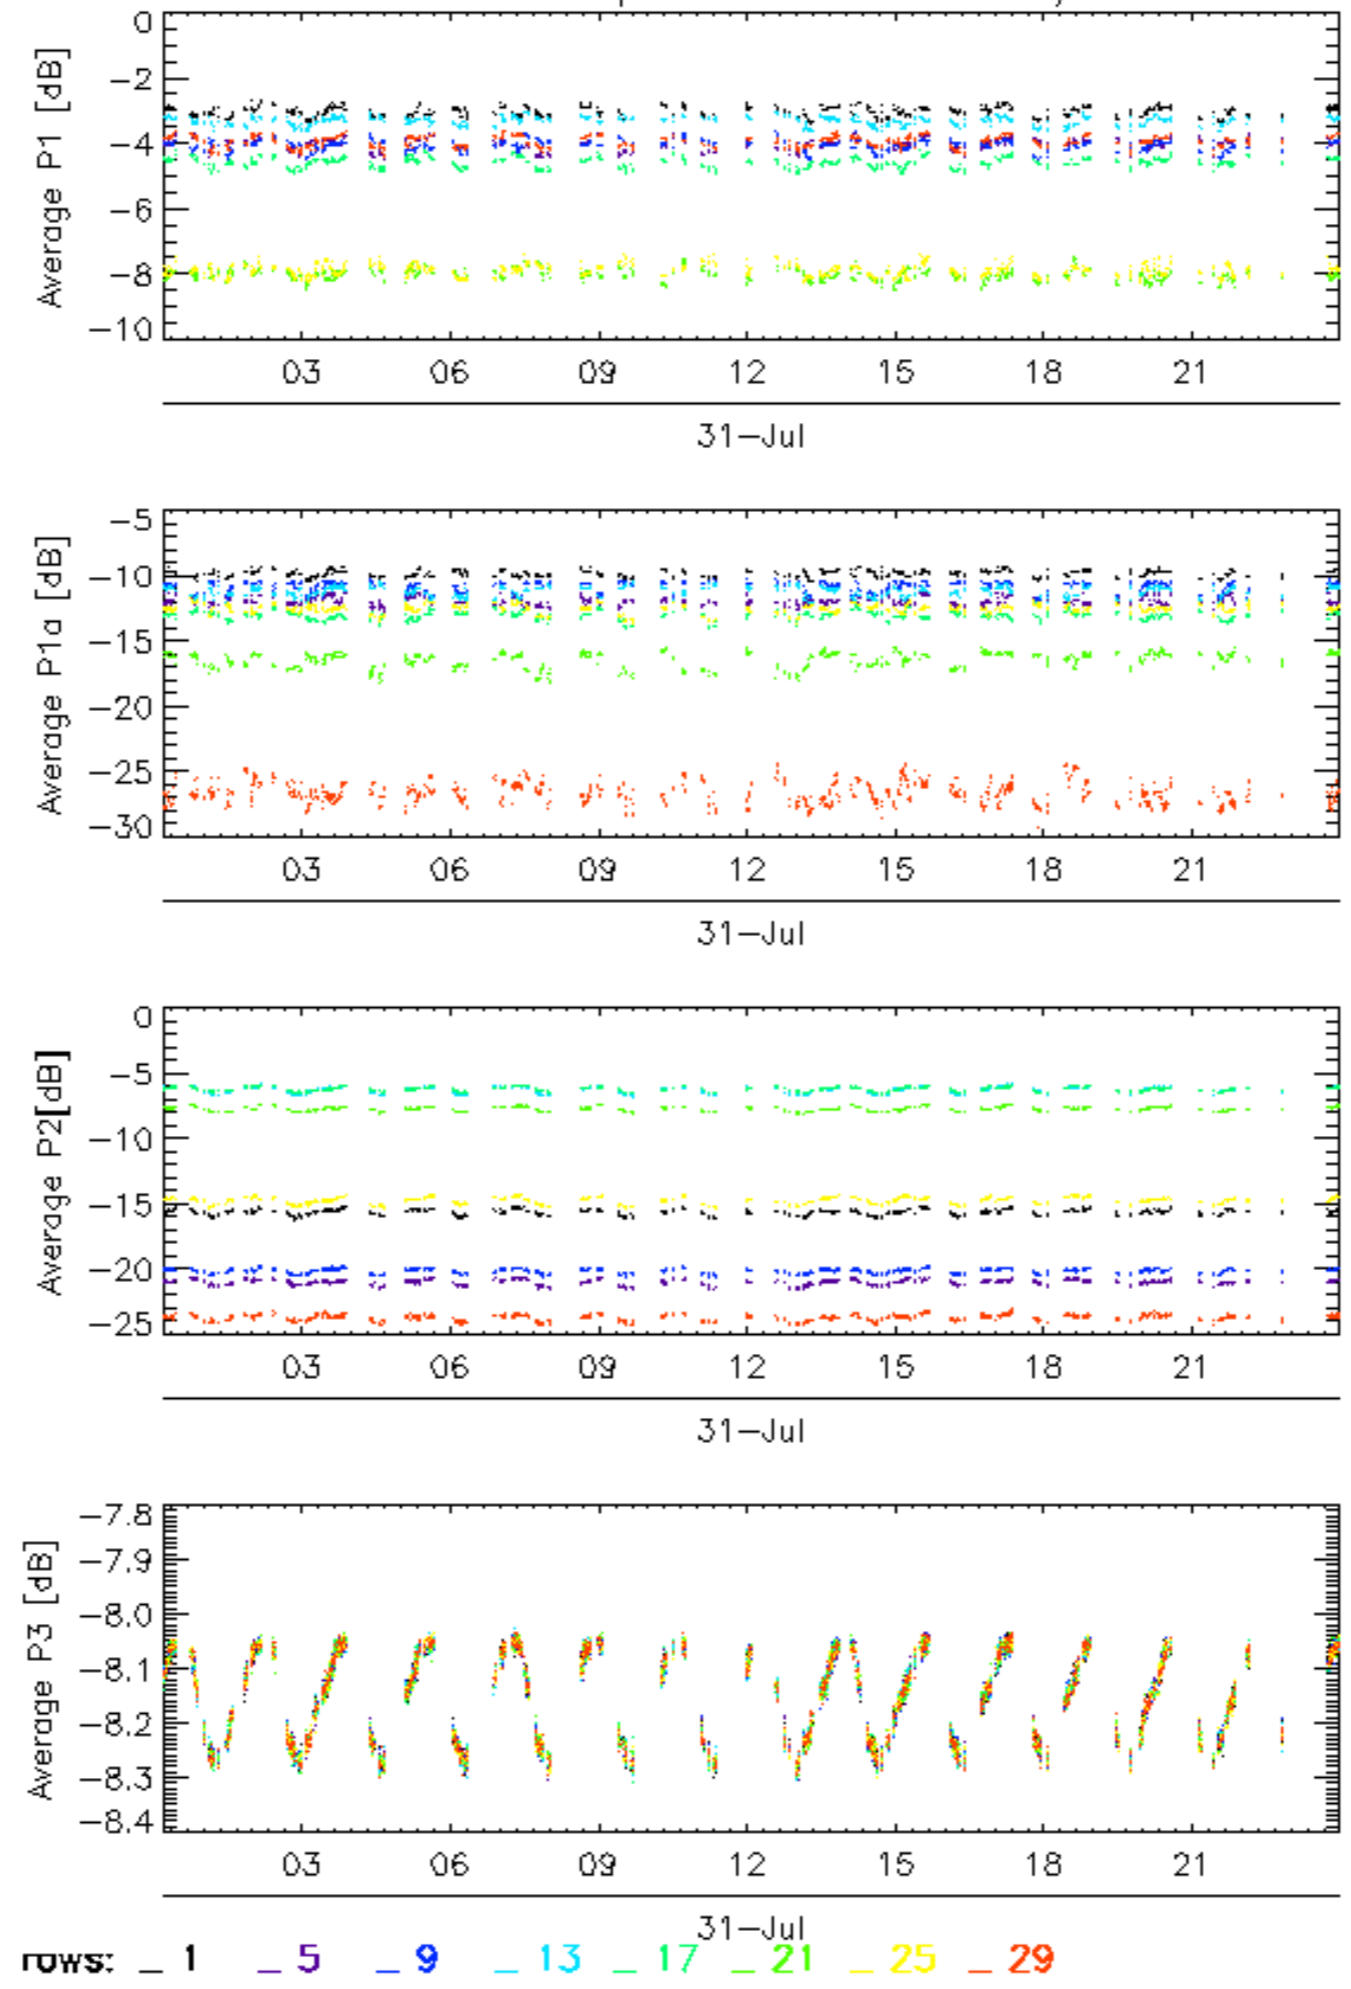 0
−2
−4
−6
−8
−10
Average P1 [dB]
03 06 09 12 15 18 21
31−Jul
−5
−10
−15
−20
−25
−30
Average P1a [dB]
03 06 09 12 15 18 21
31−Jul
0
−5
−10
−15
−20
−25
Average P2[dB]
03 06 09 12 15 18 21
31−Jul
−7.8
−7.9
−8.0
−8.1
−8.2
−8.3
−8.4
Average P3 [dB]
03 06 09 12 15 18 21
31−Jul
rows: _ 1 _ 5 _ 9 _ 13 _ 17 _ 21 _ 25 _ 29